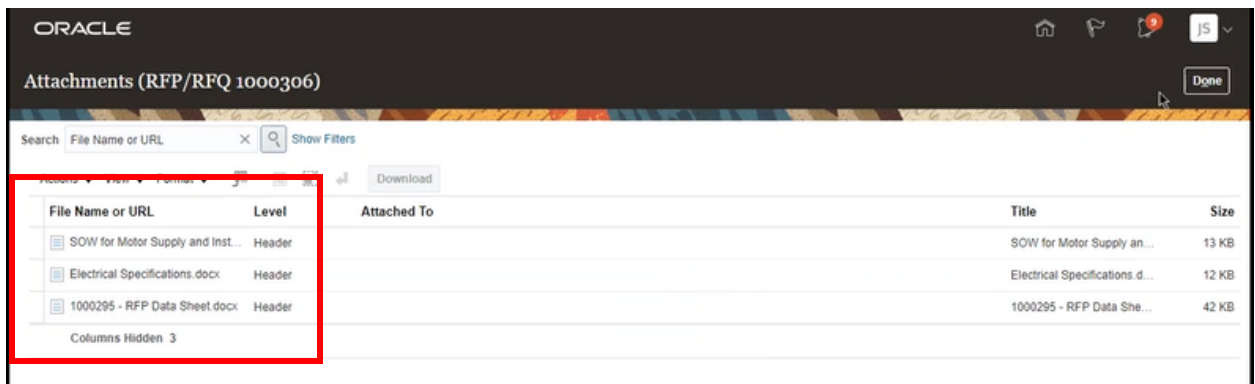 ORACLE
9
JS
Attachments (RFP/RFQ 1000306)
Done
Search File Name or URL Show Filters
Actions View Format Download
File Name or URL Level Attached To Title Size
SOW for Motor Supply and Inst... Header SOW for Motor Supply an... 13 KB
Electrical Specifications.docx Header Electrical Specifications.d... 12 KB
1000295 - RFP Data Sheet.docx Header 1000295 - RFP Data She... 42 KB
Columns Hidden 3